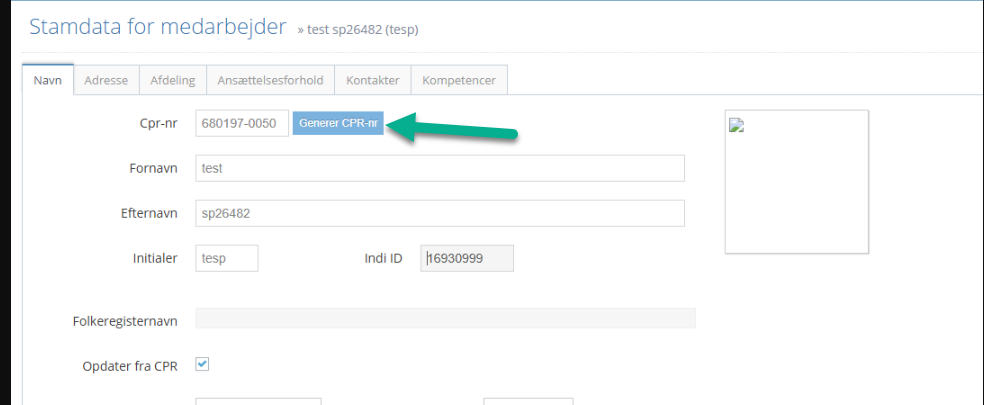 Stamdata for medarbejder » test sp26482 (tesp)
Navn Adresse Afdeling Ansættelsesforhold Kontakter Kompetencer
Cpr-nr 680197-0050 Generer CPR-nr
Fornavn test
Efternavn sp26482
Initialer tesp Indi ID 16930999
Folkeregisternavn
Opdater fra CPR